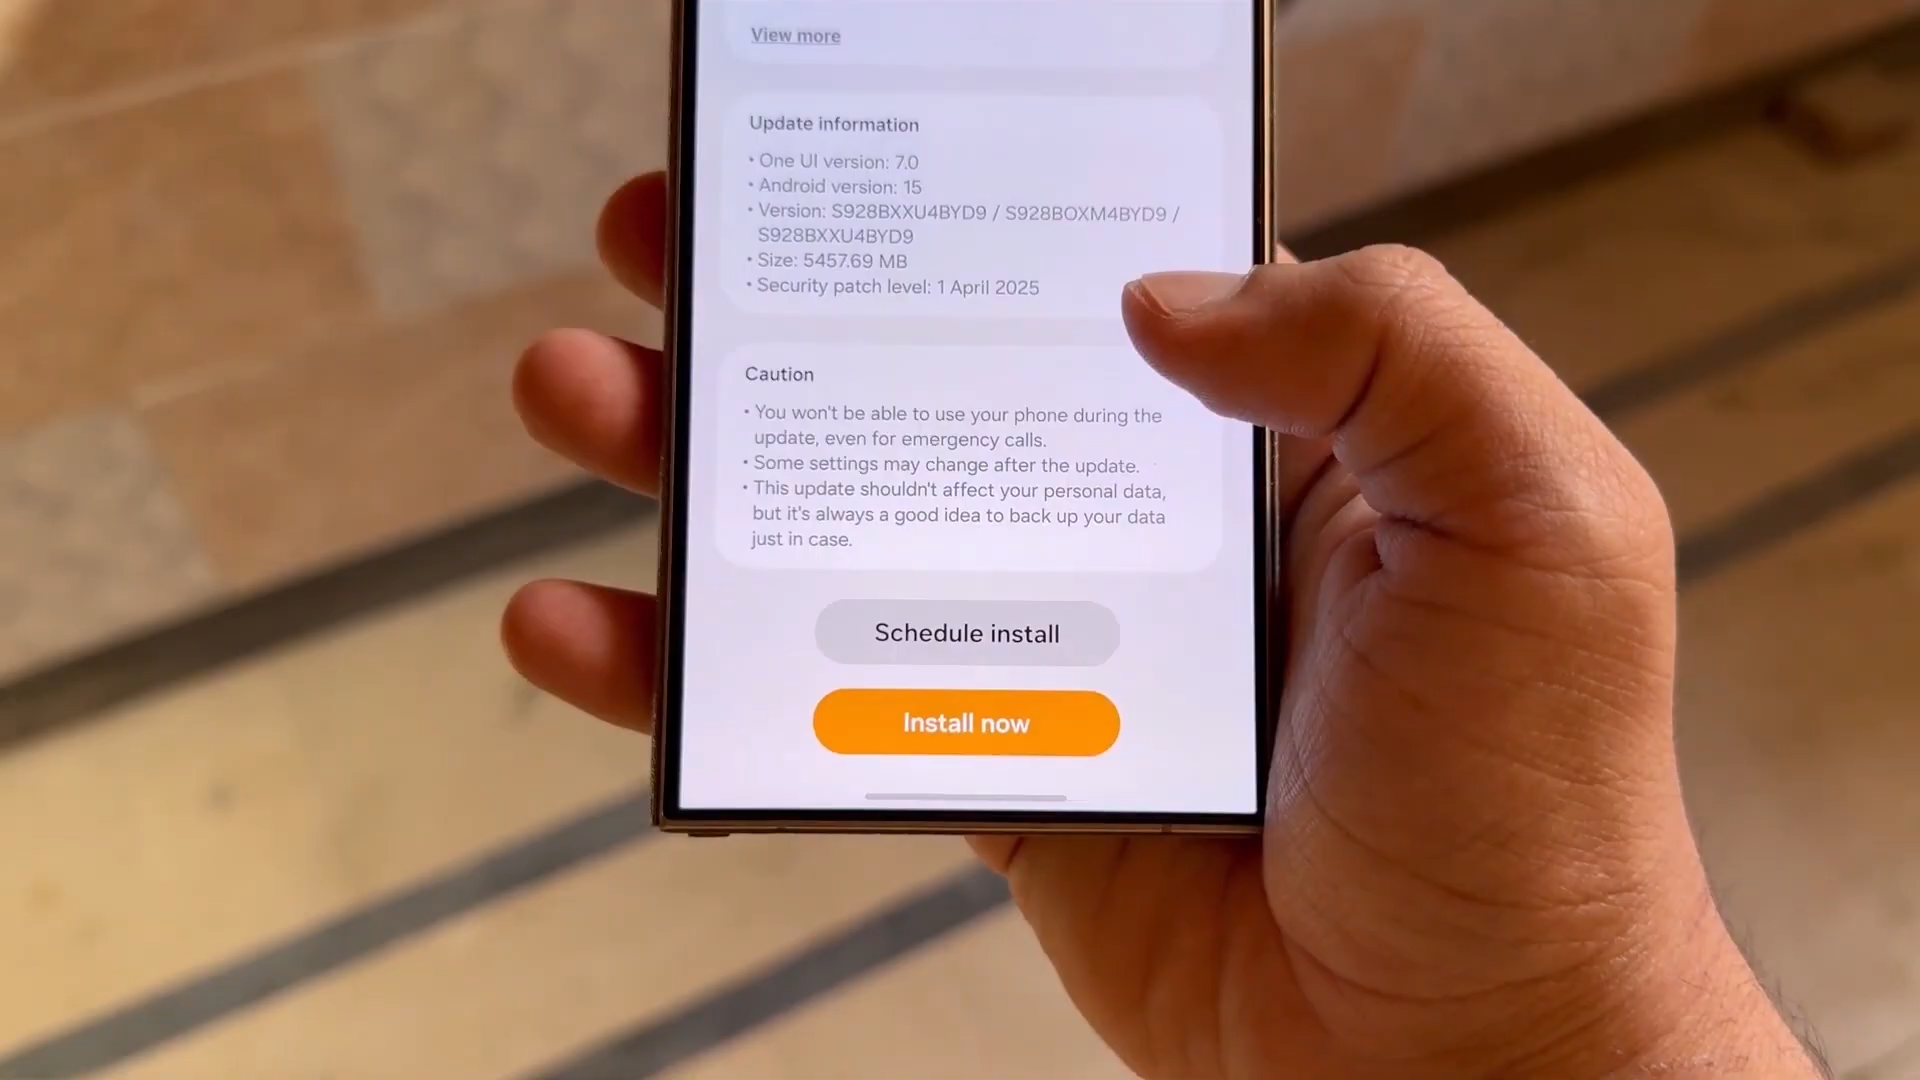 View more
Update information
• One UI version: 7.0
• Android version: 15
• Version: S928BXXU4BYD9 / S928BOXM4BYD9 /
S928BXXU4BYD9
• Size: 5457.69 MB
• Security patch level: 1 April 2025
Caution
• You won't be able to use your phone during the
update, even for emergency calls.
• Some settings may change after the update.
• This update shouldn't affect your personal data,
but it's always a good idea to back up your data
just in case.
Schedule install
Install now